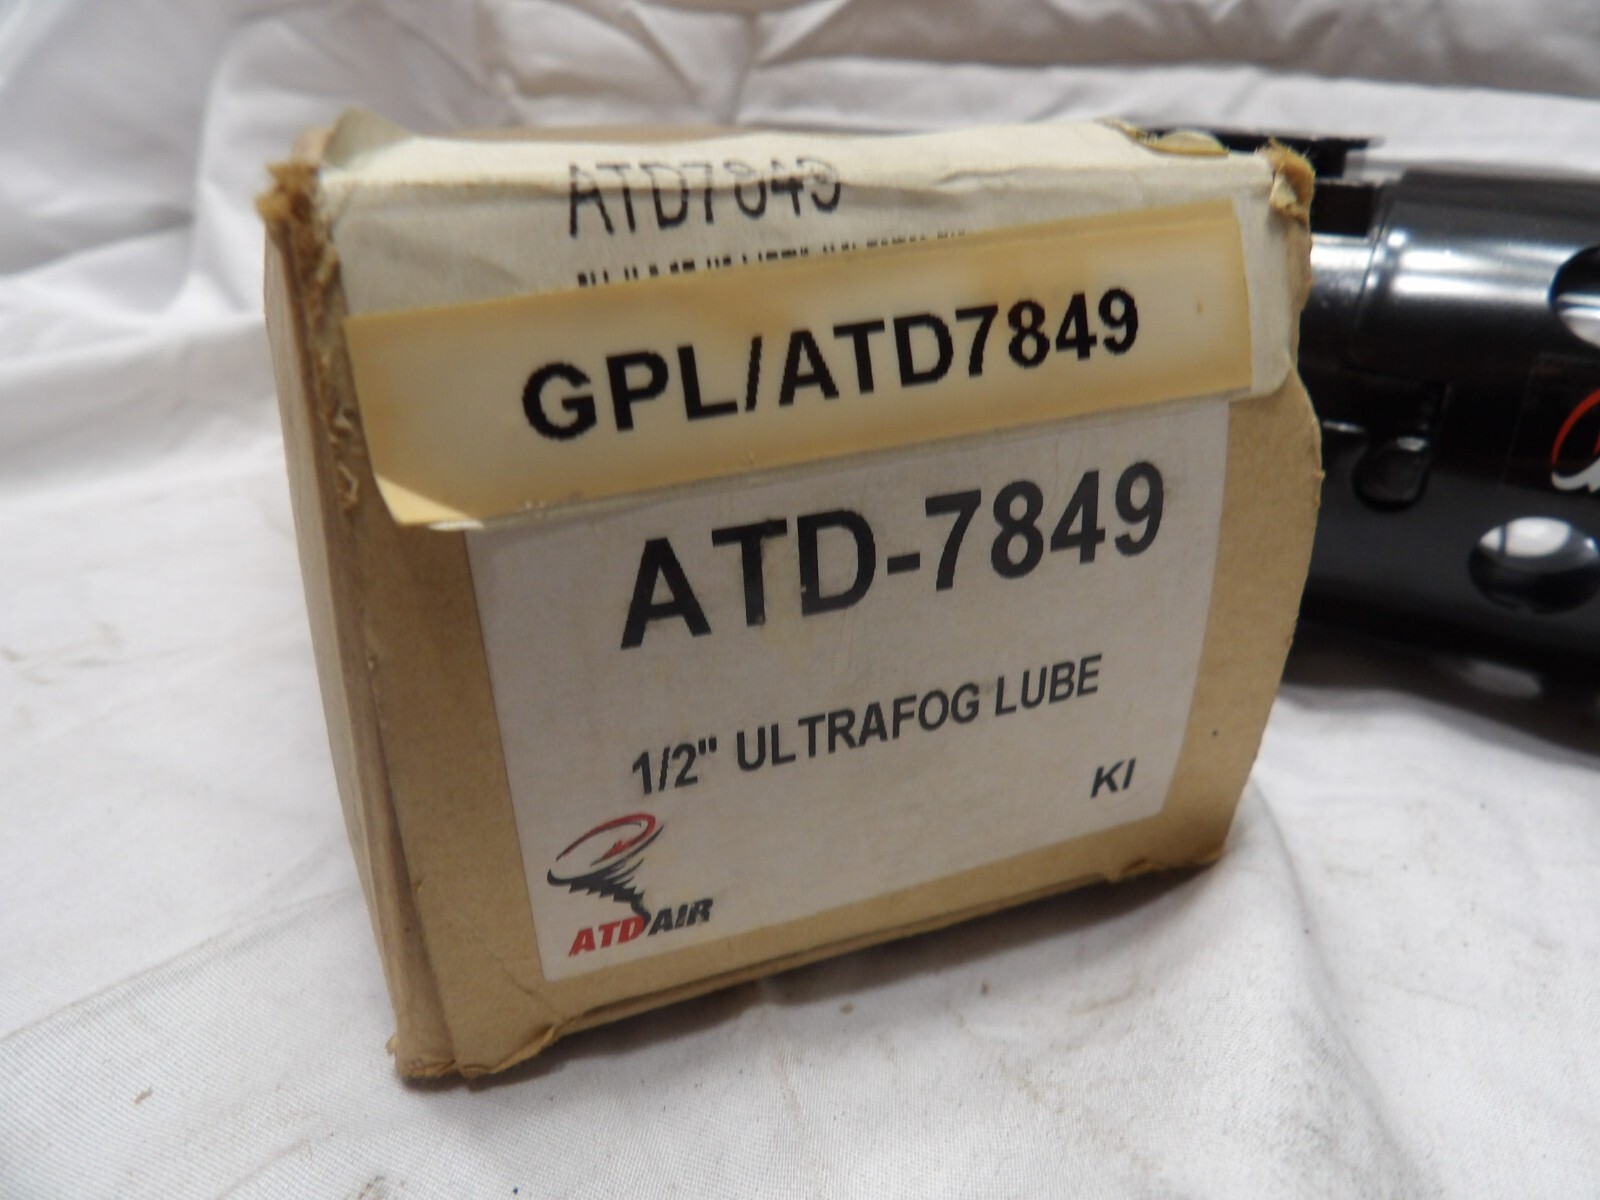 ATD7849
GPL/ATD7849
ATD-7849
1/2" ULTRAFOG LUBE
KI
ATD AIR